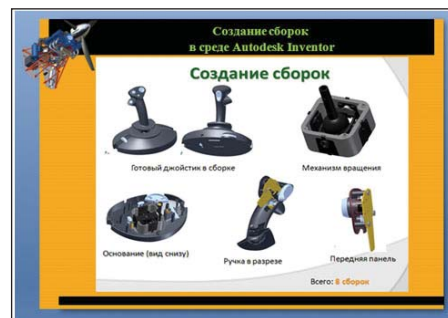 Создание сборок
в среде Autodesk Inventor
Создание сборок
Готовый джойстик в сборке
Механизм вращения
Основание (вид снизу)
Ручка в разрезе
Передняя панель
Всего: 8 сборок